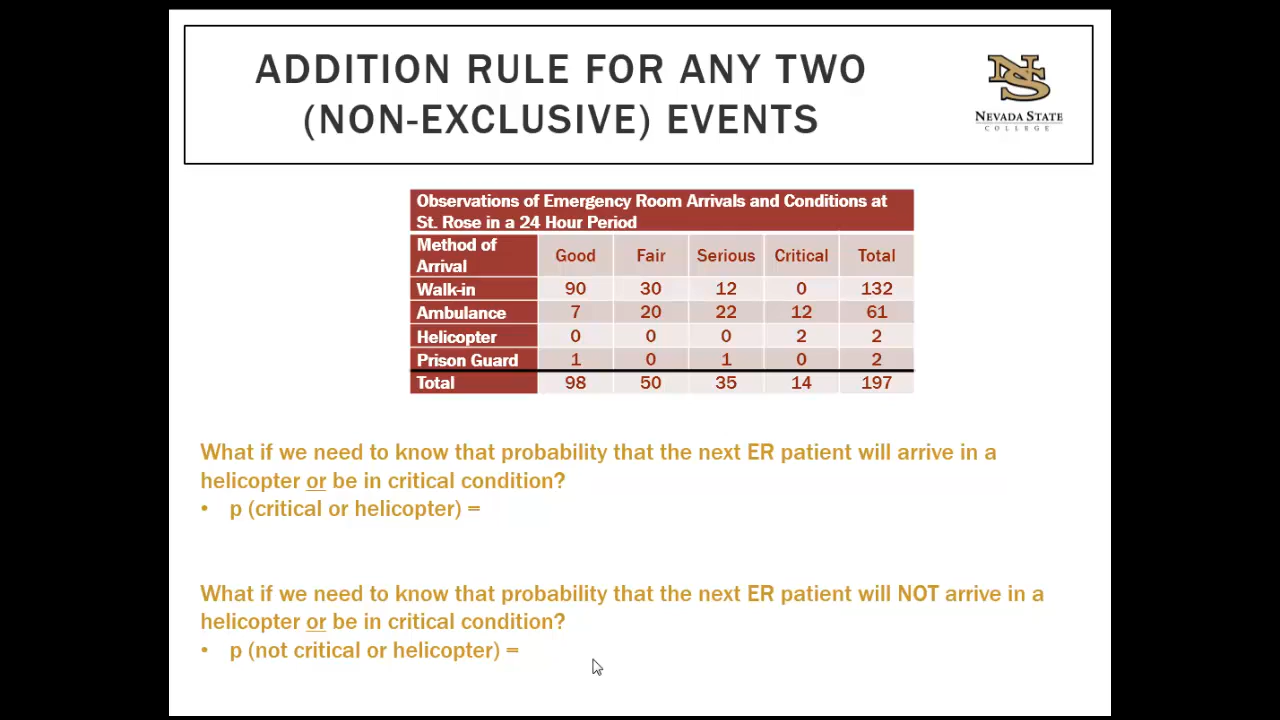 ADDITION RULE FOR ANY TWO
(NON-EXCLUSIVE) EVENTS
NEVADA STATE
COLLEGE
Observations of Emergency Room Arrivals and Conditions at
St. Rose in a 24 Hour Period
Method of Arrival Good Fair Serious Critical Total
Walk-in 90 30 12 0 132
Ambulance 7 20 22 12 61
Helicopter 0 0 0 2 2
Prison Guard 1 0 1 0 2
Total 98 50 35 14 197
What if we need to know that probability that the next ER patient will arrive in a
helicopter or be in critical condition?
• p (critical or helicopter) =
What if we need to know that probability that the next ER patient will NOT arrive in a
helicopter or be in critical condition?
• p (not critical or helicopter) =